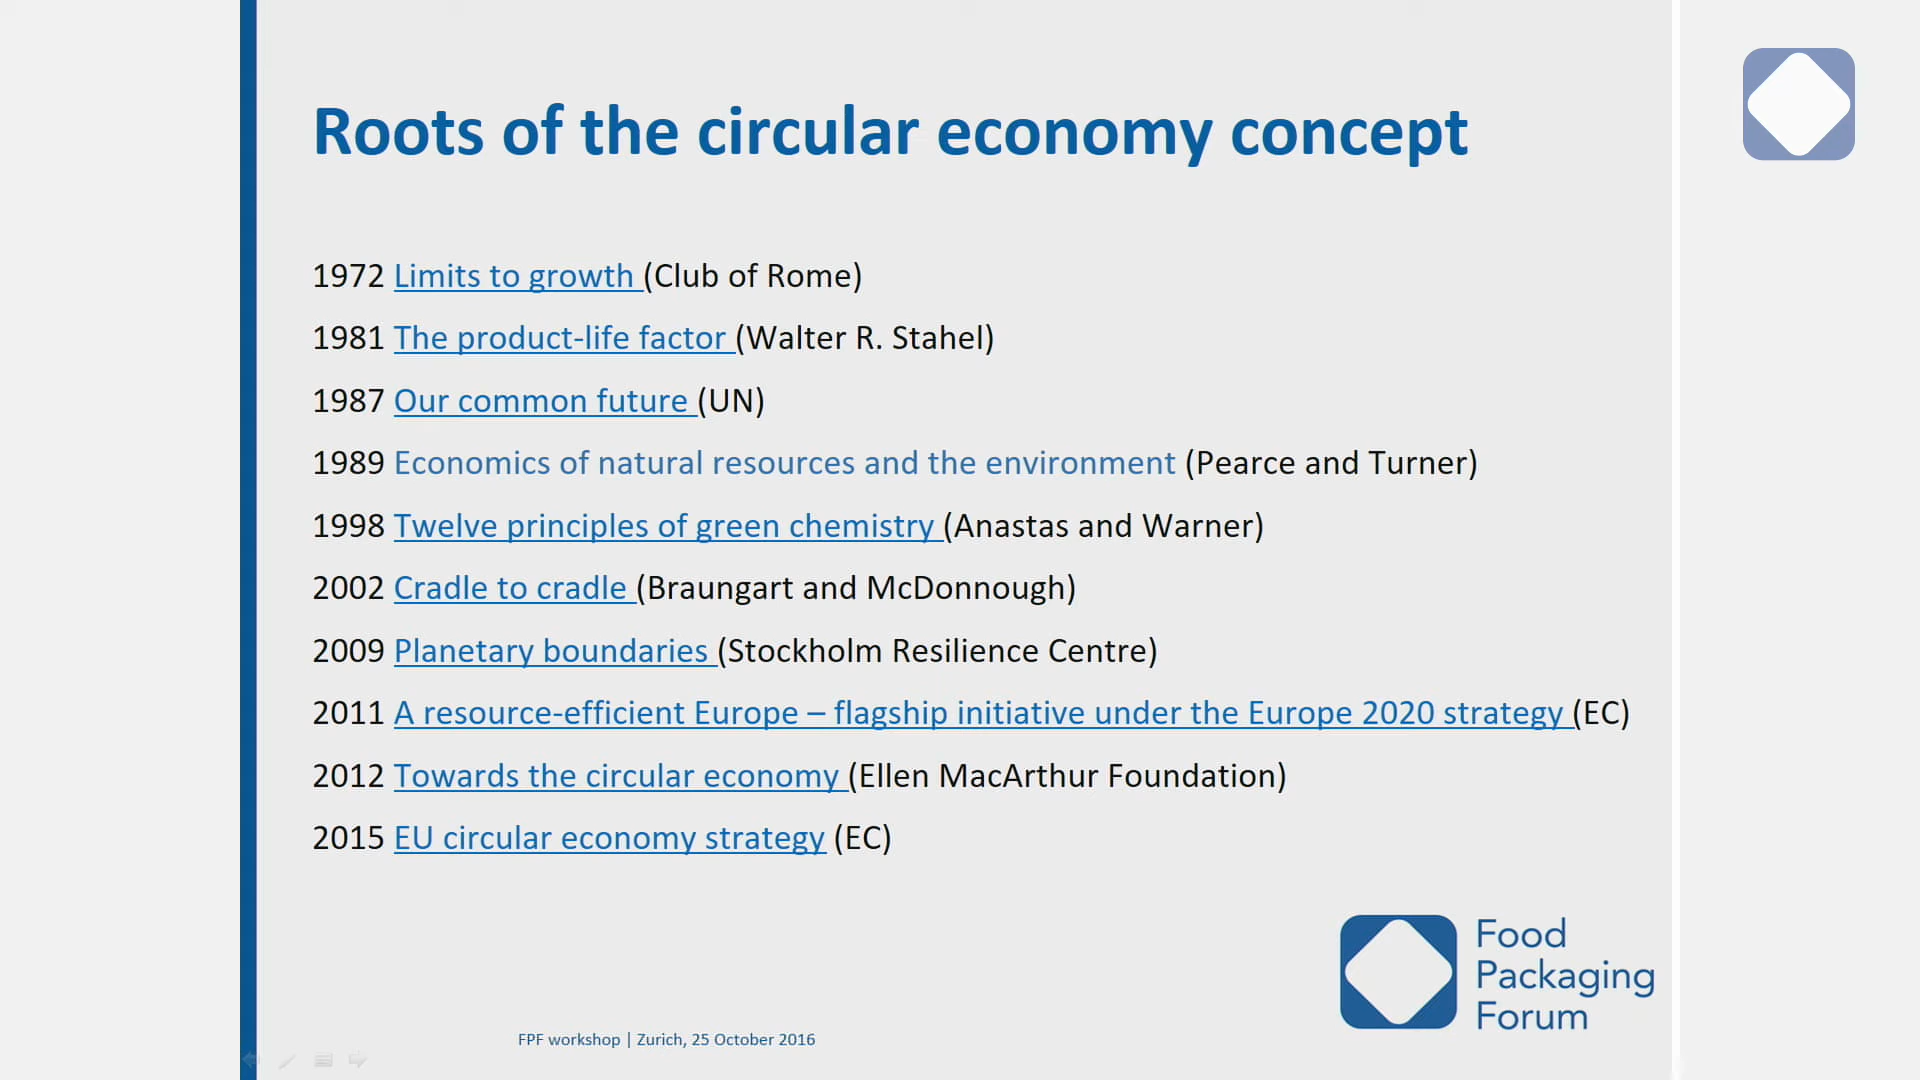 Roots of the circular economy concept
1972 Limits to growth (Club of Rome)
1981 The product-life factor (Walter R. Stahel)
1987 Our common future (UN)
1989 Economics of natural resources and the environment (Pearce and Turner)
1998 Twelve principles of green chemistry (Anastas and Warner)
2002 Cradle to cradle (Braungart and McDonnough)
2009 Planetary boundaries (Stockholm Resilience Centre)
2011 A resource-efficient Europe – flagship initiative under the Europe 2020 strategy (EC)
2012 Towards the circular economy (Ellen MacArthur Foundation)
2015 EU circular economy strategy (EC)
Food
Packaging
Forum
FPF workshop | Zurich, 25 October 2016